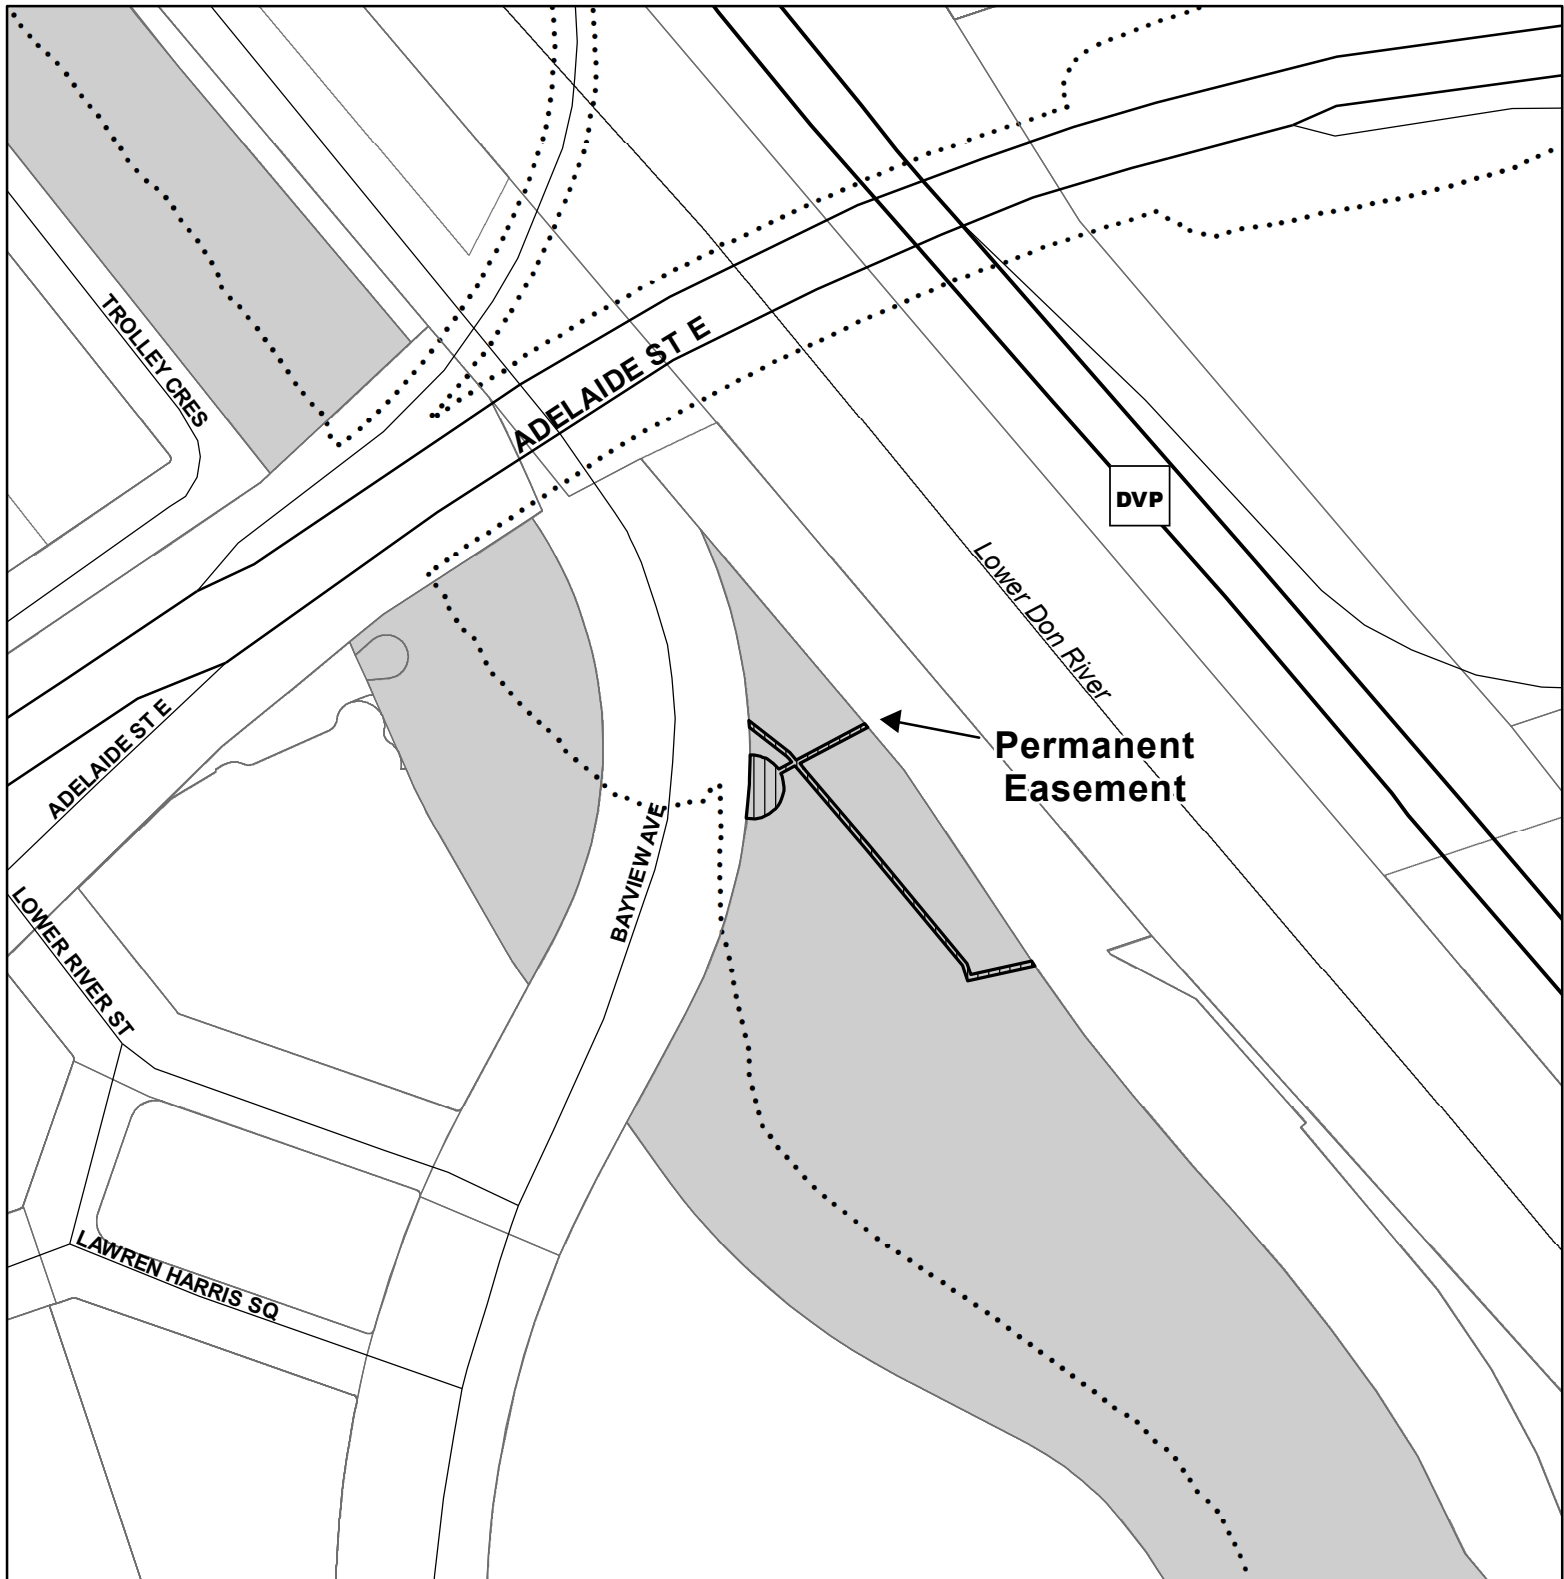 TROLLEY CRES
ADELAIDE ST E
DVP
Lower Don River
Permanent
Easement
ADELAIDE ST E
BAYVIEW AVE
LOWER RIVER ST
LAWREN HARRIS SQ